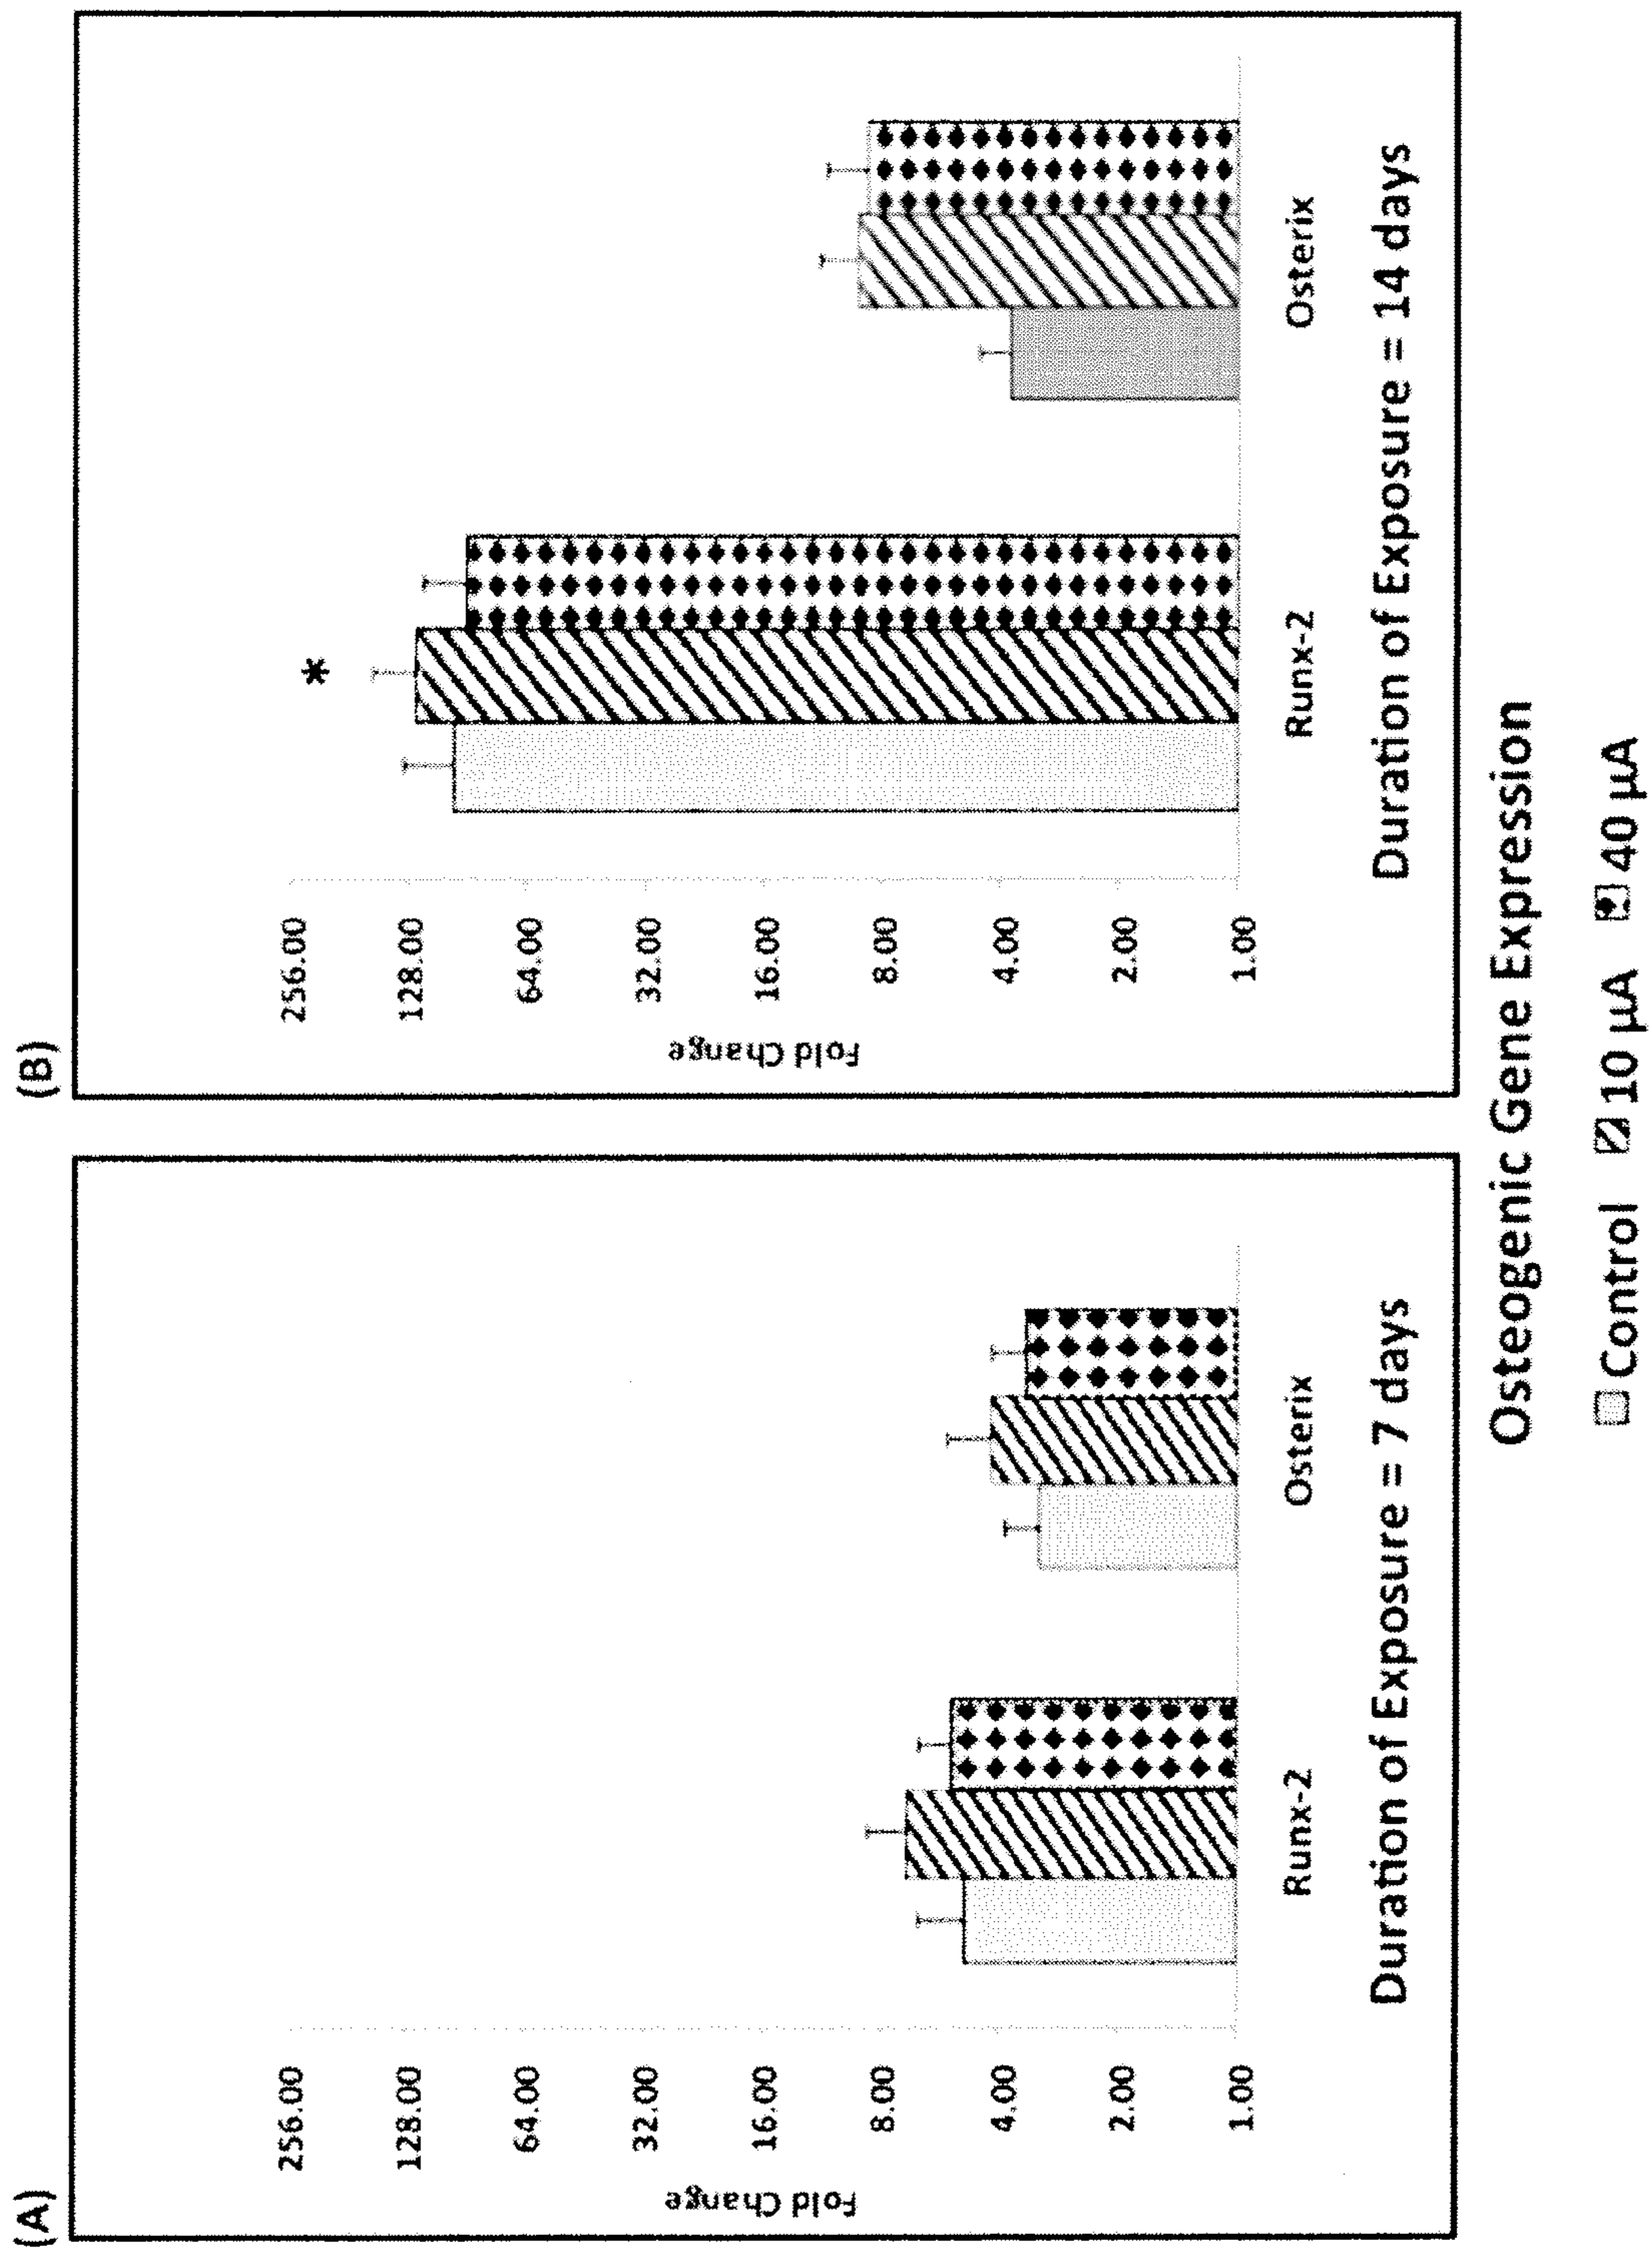 (A)
256.00
128.00
64.00
32.00
16.00
8.00
4.00
2.00
1.00
Fold Change
Runx-2
Osterix
Duration of Exposure = 7 days
(B)
256.00
128.00
64.00
32.00
16.00
8.00
4.00
2.00
1.00
Fold Change
*
Runx-2
Osterix
Duration of Exposure = 14 days
Osteogenic Gene Expression
Control 10 μA 40 μA